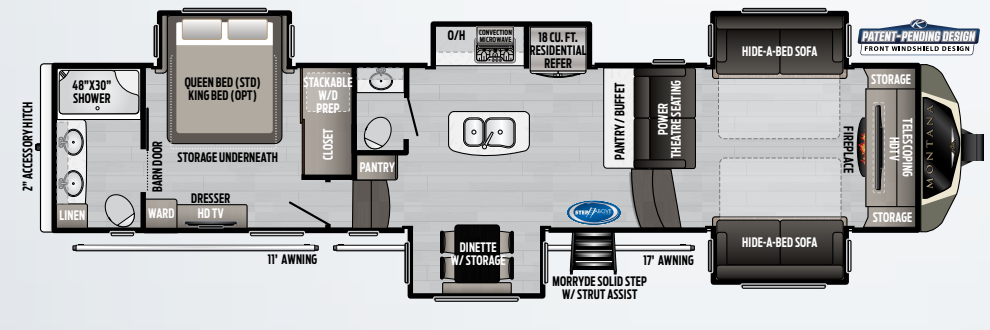 2" ACCESSORY HITCH
48"X30"
SHOWER
LINEN
BARN DOOR
QUEEN BED (STD)
KING BED (OPT)
STORAGE UNDERNEATH
WARD
DRESSER
HD TV
STACKABLE
W/D
PREP
CLOSET
PANTRY
11' AWNING
O/H
CONVECTION
MICROWAVE
18 CU. FT.
RESIDENTIAL
REFER
PANTRY / BUFFET
POWER
THEATRE SEATING
DINETTE
W/ STORAGE
STEP ABOVE
MORRYDE SOLID STEP
W/ STRUT ASSIST
17' AWNING
HIDE-A-BED SOFA
HIDE-A-BED SOFA
FIREPLACE
STORAGE
TELESCOPING
HDTV
STORAGE
MONTANA
PATENT-PENDING DESIGN
FRONT WINDSHIELD DESIGN